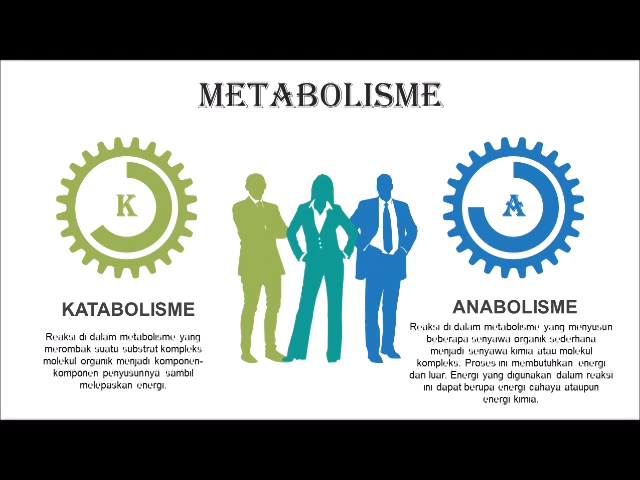 METABOLISME
K
A
KATABOLISME
Reaksi di dalam metabolisme yang
merombak suatu substrat kompleks
molekul organik menjadi komponen-
komponen penyusunnya sambil
melepaskan energi.
ANABOLISME
Reaksi di dalam metabolisme yang menyusun
beberapa senyawa organik sederhana
menjadi senyawa kimia atau molekul
kompleks. Proses ini membutuhkan energi
dari luar. Energi yang digunakan dalam reaksi
ini dapat berupa energi cahaya ataupun
energi kimia.